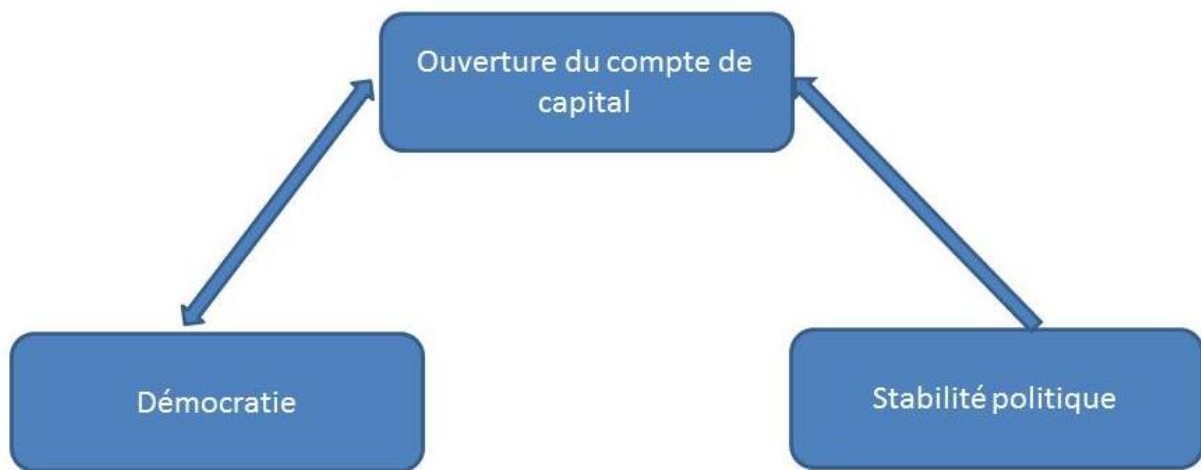 Ouverture du compte de
capital
Démocratie
Stabilité politique